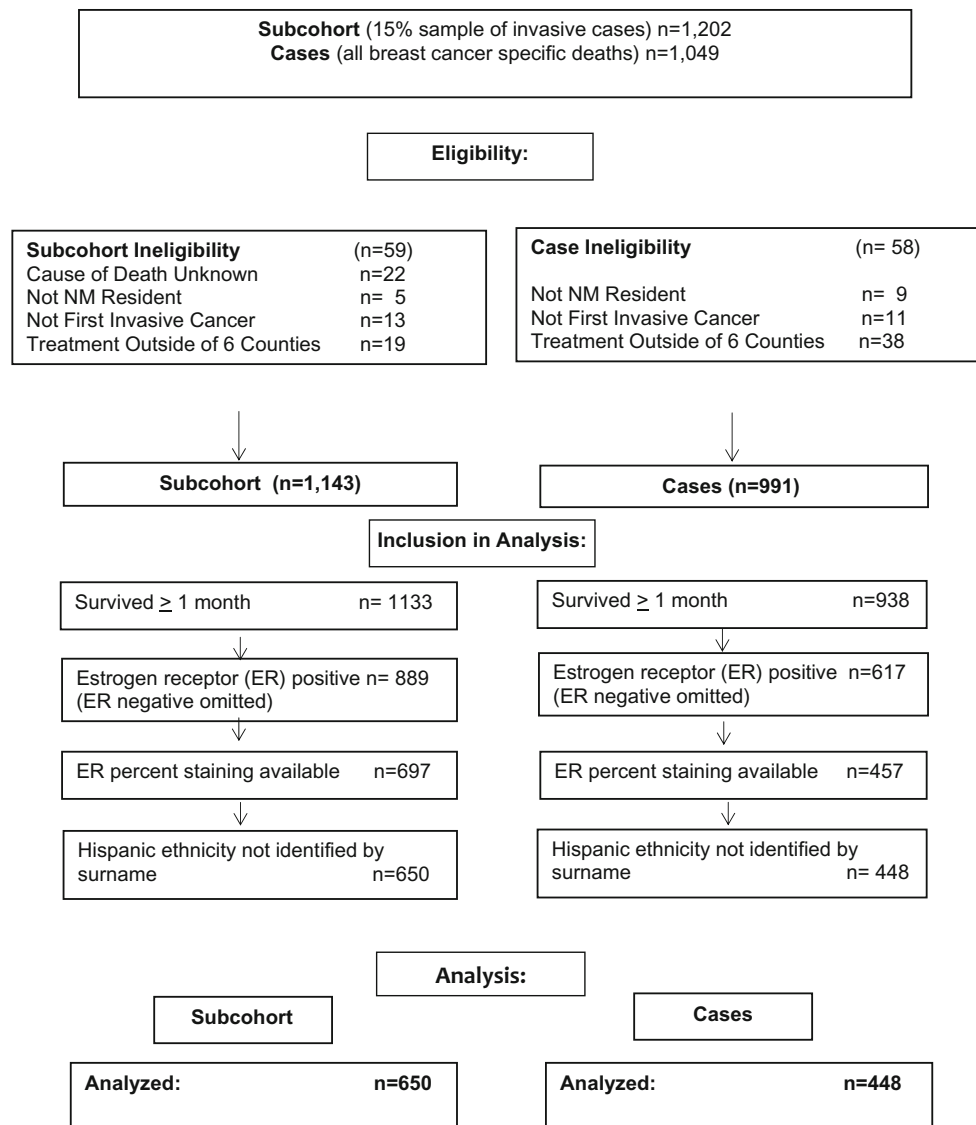 Subcohort (15% sample of invasive cases) n=1,202
Cases (all breast cancer specific deaths) n=1,049
Eligibility:
Subcohort Ineligibility (n=59)
Cause of Death Unknown n=22
Not NM Resident n= 5
Not First Invasive Cancer n=13
Treatment Outside of 6 Counties n=19
Case Ineligibility (n= 58)
Not NM Resident n= 9
Not First Invasive Cancer n=11
Treatment Outside of 6 Counties n=38
Subcohort (n=1,143)
Cases (n=991)
Inclusion in Analysis:
Survived ≥ 1 month n= 1133
Survived ≥ 1 month n=938
Estrogen receptor (ER) positive n= 889
(ER negative omitted)
Estrogen receptor (ER) positive n=617
(ER negative omitted)
ER percent staining available n=697
ER percent staining available n=457
Hispanic ethnicity not identified by
surname n=650
Hispanic ethnicity not identified by
surname n= 448
Analysis:
Subcohort
Cases
Analyzed: n=650
Analyzed: n=448